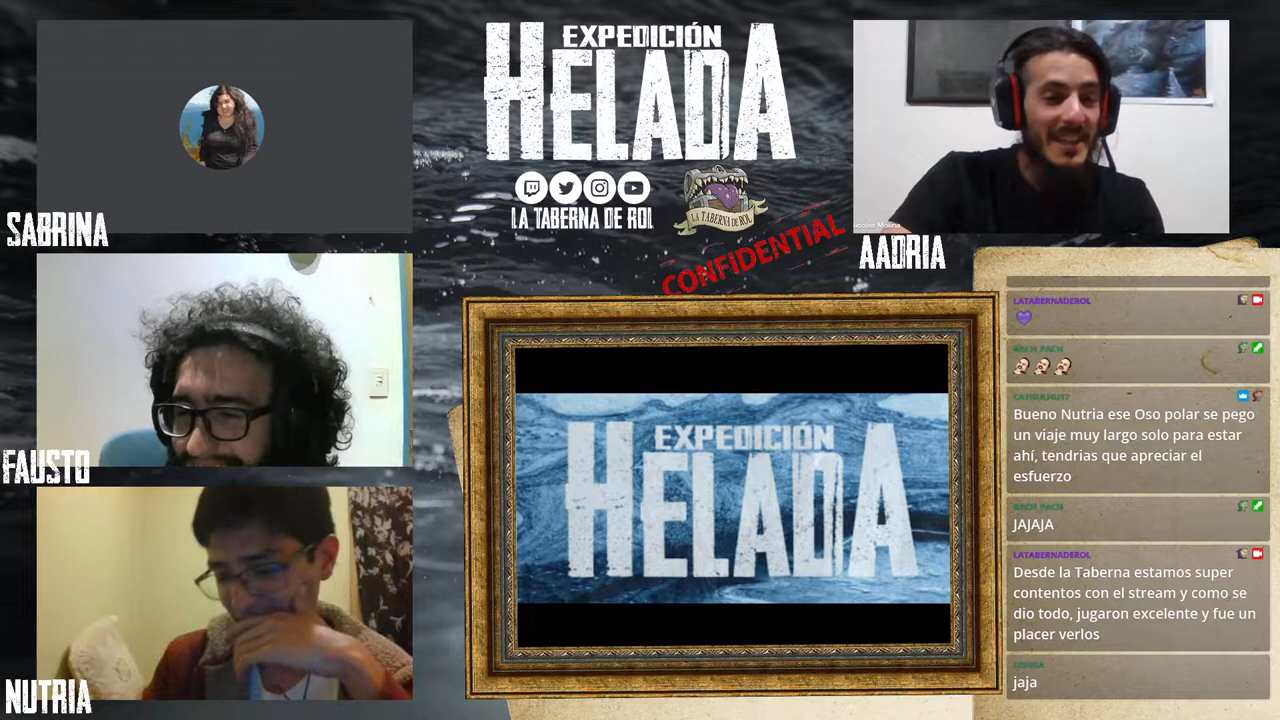 EXPEDICIÓN
HELADA
LA TABERNA DE ROL
LA TABERNA DE ROL
CONFIDENTIAL
SABRINA
FAUSTO
NUTRIA
Nicolas Molina
AADRIA
EXPEDICIÓN
HELADA
LATABERNADEROL
Bueno Nutria ese Oso polar se pego
un viaje muy largo solo para estar
ahí, tendrias que apreciar el
esfuerzo
JAJAJA
LATABERNADEROL
Desde la Taberna estamos super
contentos con el stream y como se
dio todo, jugaron excelente y fue un
placer verlos
jaja